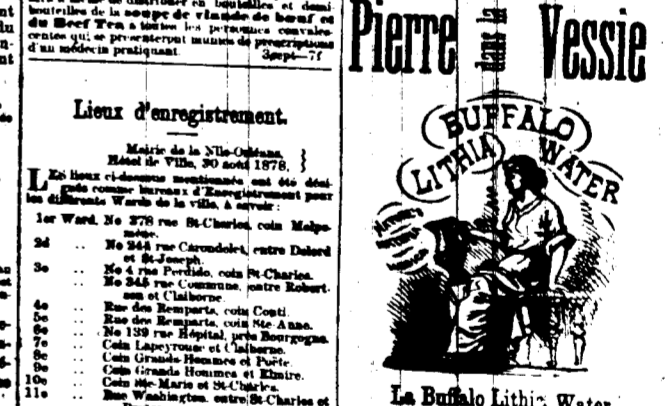 bouteilles de la soupe de viande de bœuf et
du Beef Tea à toutes les personnes convales-
centes qui se présenteront munies de prescriptions
d'un médecin pratiquant. 3sept—7f
Lieux d'enregistrement.
Mairie de la Nlle-Orléans,
Hôtel de Ville, 30 août 1878.
LES lieux ci-dessous mentionnés ont été dési-
gnés comme bureaux d'Enregistrement pour
les différents Wards de la ville, à savoir:
1er Ward. No 278 rue St-Charles, coin Melpo-
mène.
2d .. No 244 rue Carondelet, entre Delord
et St-Joseph.
3e .. No 4 rue Perdido, coin St-Charles.
.. No 345 rue Commune, entre Robert-
son et Claiborne.
4e .. Rue des Remparts, coin Conti.
5e .. Rue des Remparts, coin Ste-Anne.
6e .. No 139 rue Hôpital, près Bourgogne.
7e .. Coin Lapeyrouse et Claiborne.
8e .. Coin Grands-Hommes et Poëte.
9e .. Coin Grands Hommes et Elmire.
10e .. Coin Ste-Marie et St-Charles.
11e .. Rue Washington, entre St-Charles et
Pierre dans la Vessie
BUFFALO
LITHIA WATER
NATURE'S
La Buffalo Lithia Water